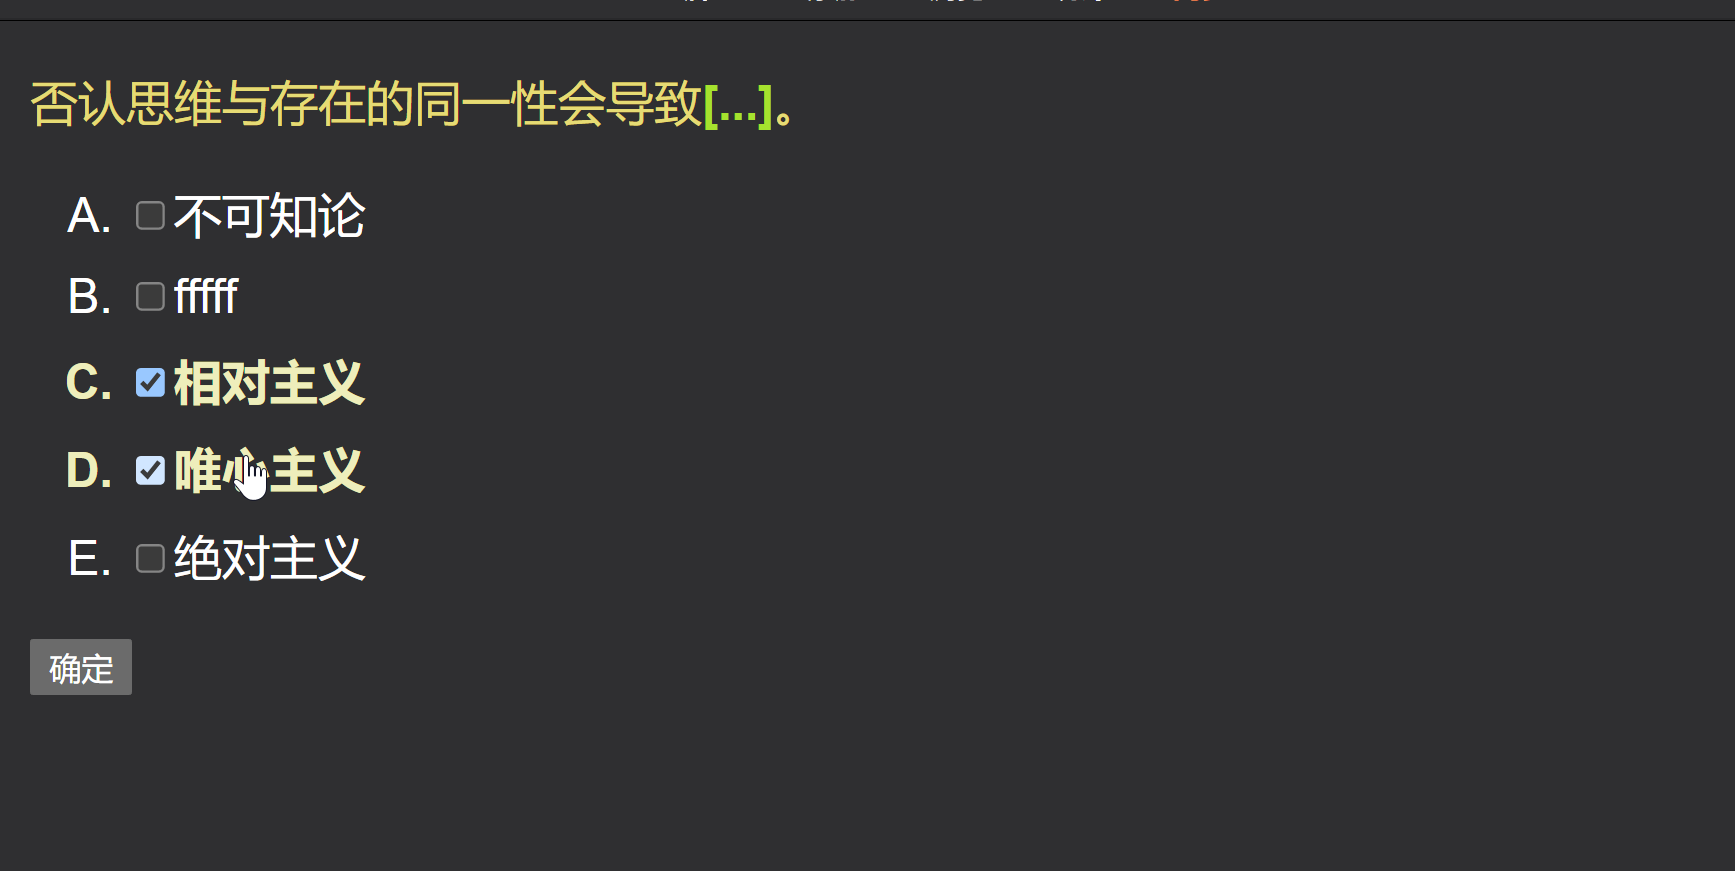 否认思维与存在的同一性会导致[...]。
A. 不可知论
B. fffff
C. 相对主义
D. 唯心主义
E. 绝对主义
确定